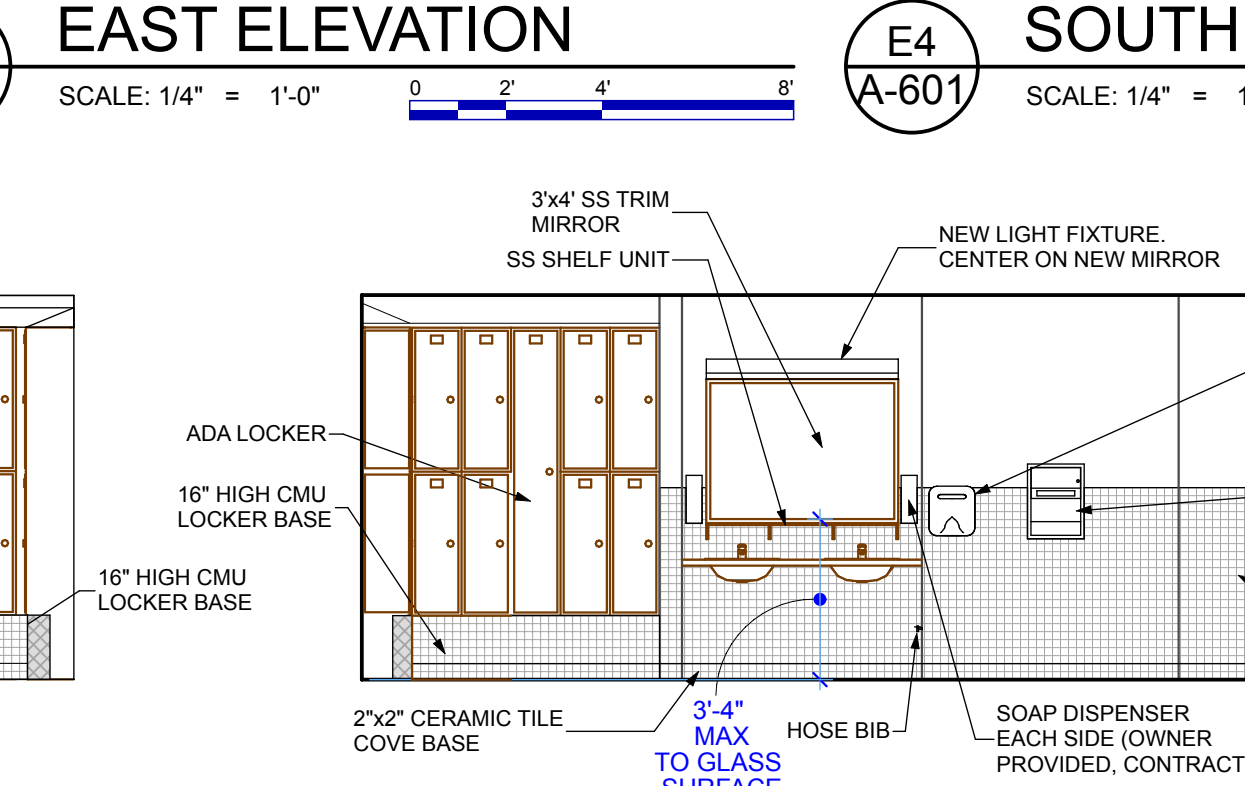 EAST ELEVATION
SCALE: 1/4" = 1'-0"
0 2' 4' 8'
E4
A-601
SOUTH
SCALE: 1/4" = 1
3'x4' SS TRIM
MIRROR
SS SHELF UNIT
NEW LIGHT FIXTURE.
CENTER ON NEW MIRROR
ADA LOCKER
16" HIGH CMU
LOCKER BASE
16" HIGH CMU
LOCKER BASE
2"x2" CERAMIC TILE
COVE BASE
3'-4"
MAX
TO GLASS
SURFACE
HOSE BIB
SOAP DISPENSER
EACH SIDE (OWNER
PROVIDED, CONTRACT